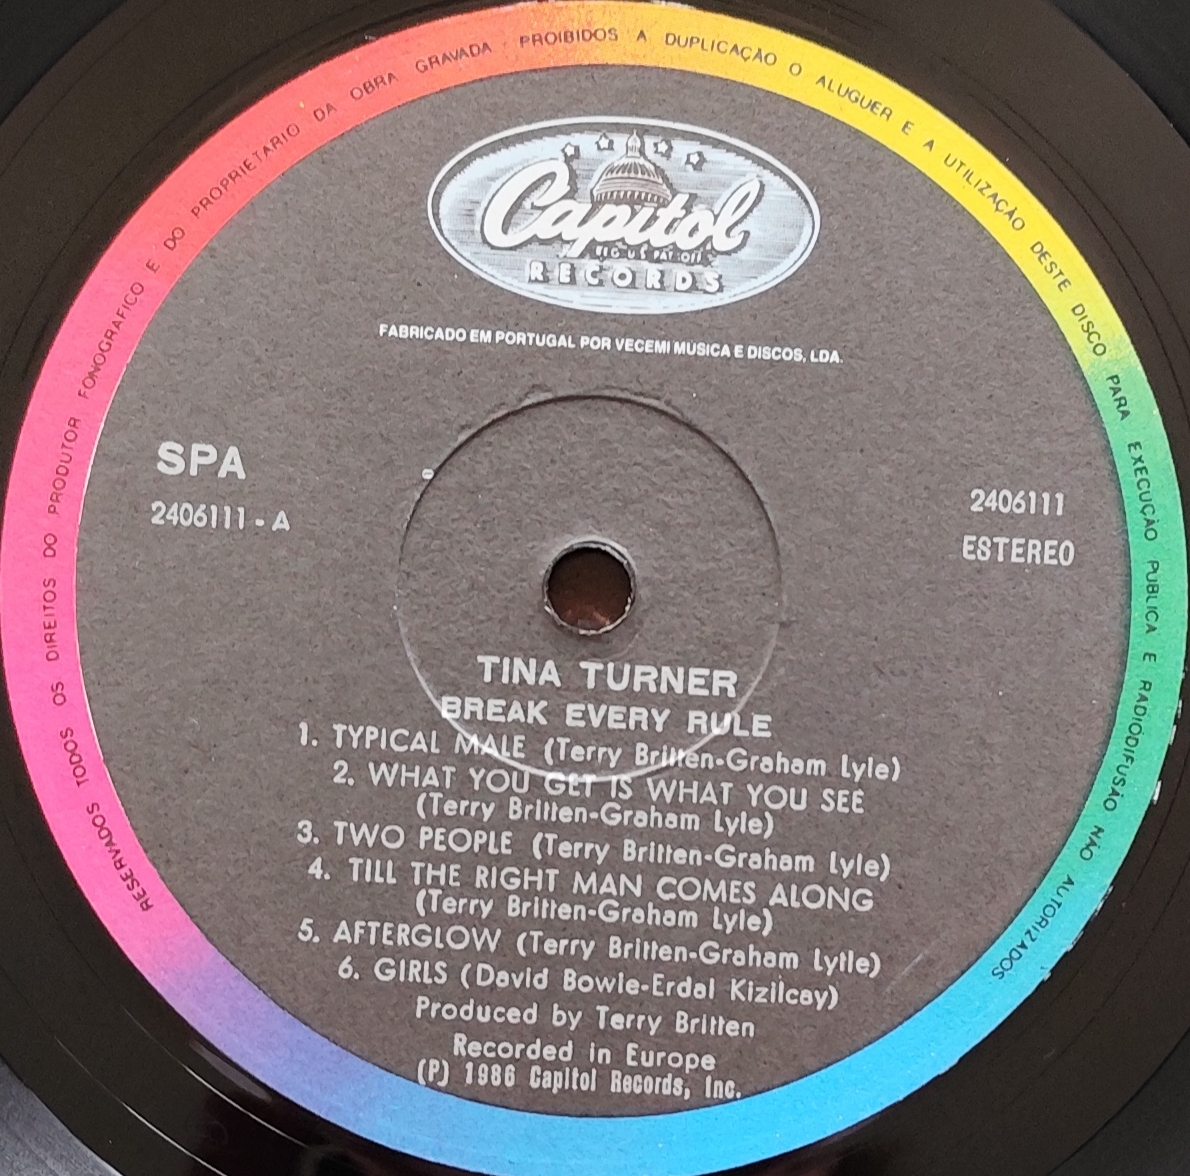 RESERVADOS TODOS OS DIREITOS DO PRODUTOR FONOGRAFICO E DO PROPRIETARIO DA OBRA GRAVADA · PROIBIDOS A DUPLICAÇÃO O ALUGUER E A UTILIZAÇÃO DESTE DISCO PARA EXECUÇÃO PUBLICA E RADIODIFUSÃO NÃO AUTORIZADOS
Capitol
REG·U·S·PAT·OFF
RECORDS
FABRICADO EM PORTUGAL POR VECEMI MÚSICA E DISCOS, LDA.
SPA
2406111 - A
2406111
ESTEREO
TINA TURNER
BREAK EVERY RULE
1. TYPICAL MALE (Terry Britten-Graham Lyle)
2. WHAT YOU GET IS WHAT YOU SEE
(Terry Britten-Graham Lyle)
3. TWO PEOPLE (Terry Britten-Graham Lyle)
4. TILL THE RIGHT MAN COMES ALONG
(Terry Britten-Graham Lyle)
5. AFTERGLOW (Terry Britten-Graham Lytle)
6. GIRLS (David Bowie-Erdal Kizilcay)
Produced by Terry Britten
Recorded in Europe
(P) 1986 Capitol Records, Inc.